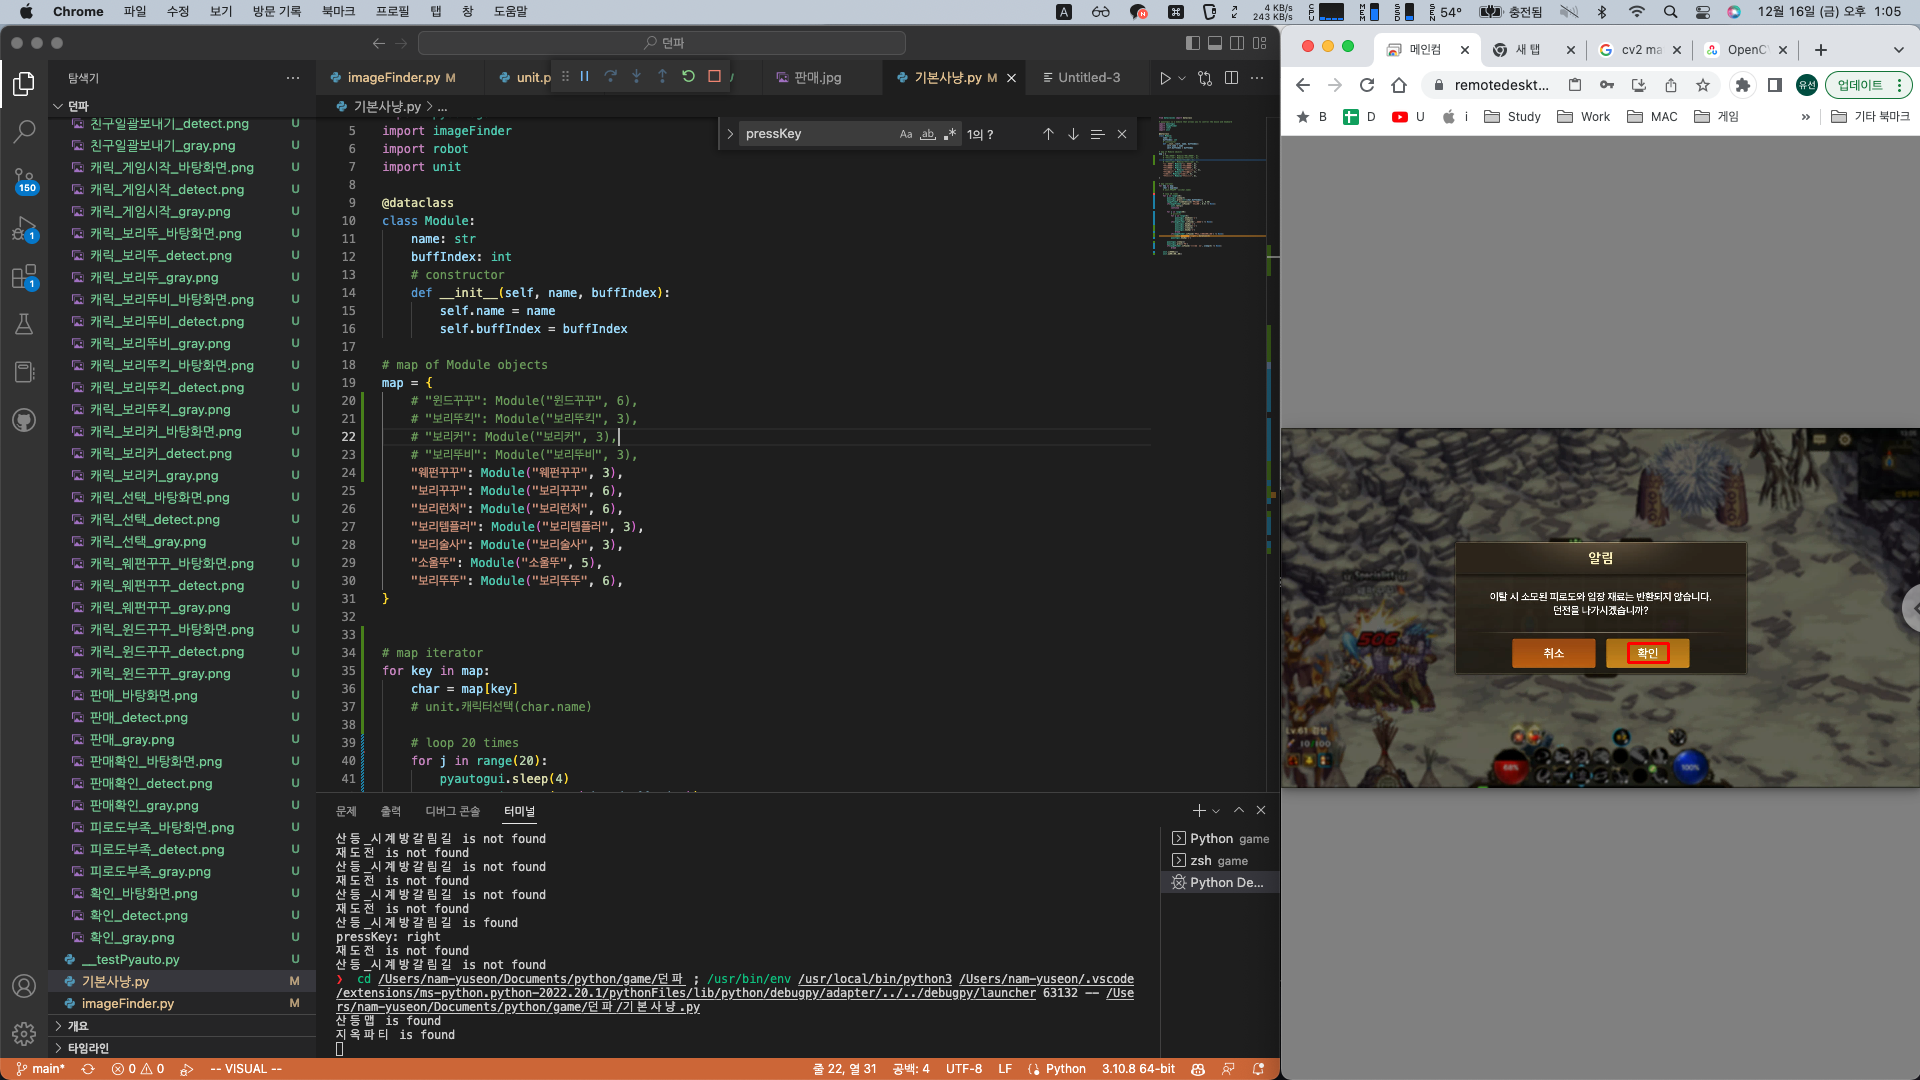 Chrome 파일 수정 보기 방문 기록 북마크 프로필 탭 창 도움말
4 KB/s
243 KB/s
54° 충전됨 12월 16일 (금) 오후 1:05
던파
탐색기
던파
친구일괄보내기_detect.png U
친구일괄보내기_gray.png U
캐릭_게임시작_바탕화면.png U
캐릭_게임시작_detect.png U
캐릭_게임시작_gray.png U
캐릭_보리뚜_바탕화면.png U
캐릭_보리뚜_detect.png U
캐릭_보리뚜_gray.png U
캐릭_보리뚜비_바탕화면.png U
캐릭_보리뚜비_detect.png U
캐릭_보리뚜비_gray.png U
캐릭_보리뚜킥_바탕화면.png U
캐릭_보리뚜킥_detect.png U
캐릭_보리뚜킥_gray.png U
캐릭_보리커_바탕화면.png U
캐릭_보리커_detect.png U
캐릭_보리커_gray.png U
캐릭_선택_바탕화면.png U
캐릭_선택_detect.png U
캐릭_선택_gray.png U
캐릭_웨펀꾸꾸_바탕화면.png U
캐릭_웨펀꾸꾸_detect.png U
캐릭_웨펀꾸꾸_gray.png U
캐릭_윈드꾸꾸_바탕화면.png U
캐릭_윈드꾸꾸_detect.png U
캐릭_윈드꾸꾸_gray.png U
판매_바탕화면.png U
판매_detect.png U
판매_gray.png U
판매확인_바탕화면.png U
판매확인_detect.png U
판매확인_gray.png U
피로도부족_바탕화면.png U
피로도부족_detect.png U
피로도부족_gray.png U
확인_바탕화면.png U
확인_detect.png U
확인_gray.png U
__testPyauto.py U
기본사냥.py M
imageFinder.py M
개요
타임라인
150
1
1
imageFinder.py M unit.p 판매.jpg 기본사냥.py M Untitled-3
기본사냥.py > ...
pressKey Aa ab 1의 ?
5 import imageFinder
6 import robot
7 import unit
8
9 @dataclass
10 class Module:
11 name: str
12 buffIndex: int
13 # constructor
14 def __init__(self, name, buffIndex):
15 self.name = name
16 self.buffIndex = buffIndex
17
18 # map of Module objects
19 map = {
20 # "윈드꾸꾸": Module("윈드꾸꾸", 6),
21 # "보리뚜킥": Module("보리뚜킥", 3),
22 # "보리커": Module("보리커", 3),
23 # "보리뚜비": Module("보리뚜비", 3),
24 "웨펀꾸꾸": Module("웨펀꾸꾸", 3),
25 "보리꾸꾸": Module("보리꾸꾸", 6),
26 "보리런처": Module("보리런처", 6),
27 "보리템플러": Module("보리템플러", 3),
28 "보리술사": Module("보리술사", 3),
29 "소울뚜": Module("소울뚜", 5),
30 "보리뚜뚜": Module("보리뚜뚜", 6),
31 }
32
33
34 # map iterator
35 for key in map:
36 char = map[key]
37 # unit.캐릭터선택(char.name)
38
39 # loop 20 times
40 for j in range(20):
41 pyautogui.sleep(4)
문제 출력 디버그 콘솔 터미널
산등_시계방갈림길 is not found
재도전 is not found
산등_시계방갈림길 is not found
재도전 is not found
산등_시계방갈림길 is not found
재도전 is not found
산등_시계방갈림길 is found
pressKey: right
재도전 is not found
산등_시계방갈림길 is not found
❯ cd /Users/nam-yuseon/Documents/python/game/던파 ; /usr/bin/env /usr/local/bin/python3 /Users/nam-yuseon/.vscode
/extensions/ms-python.python-2022.20.1/pythonFiles/lib/python/debugpy/adapter/../../debugpy/launcher 63132 -- /Use
rs/nam-yuseon/Documents/python/game/던파/기본사냥.py
산등맵 is found
지옥파티 is found
Python game
zsh game
Python De...
main* 0 0 -- VISUAL -- 줄 22, 열 31 공백: 4 UTF-8 LF Python 3.10.8 64-bit
메인컴 새 탭 cv2 ma OpenCV
remotedeskt... 유선 업데이트
B D U i Study Work MAC 게임 » 기타 북마크
알림
이탈 시 소모된 피로도와 입장 재료는 반환되지 않습니다.
던전을 나가시겠습니까?
취소 확인
506
Lv.61
10/100
68% 100%